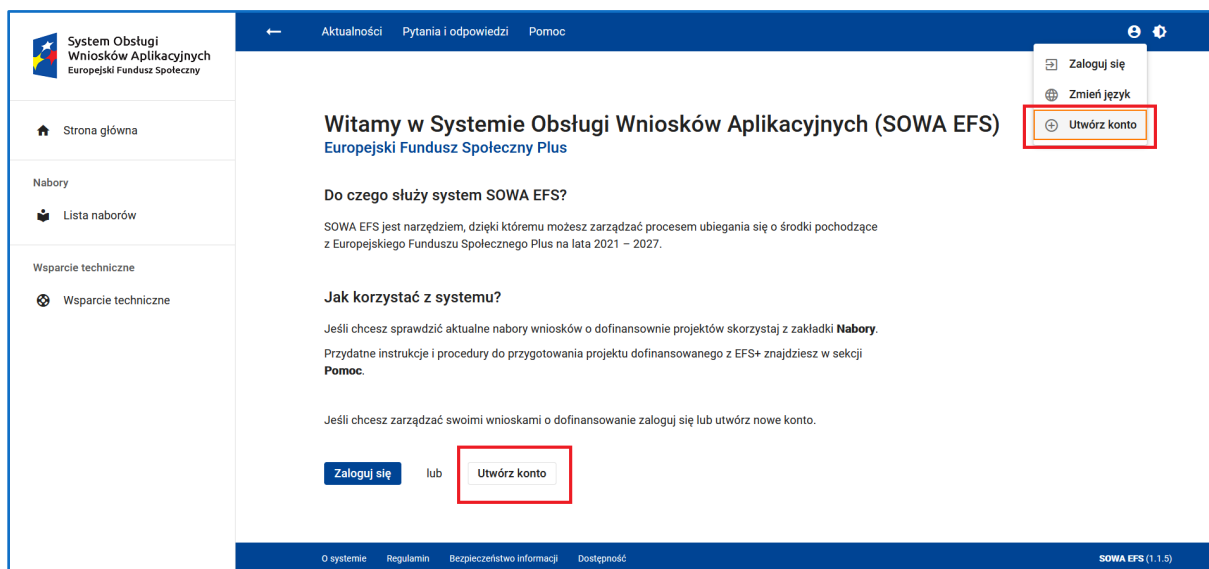 System Obsługi
Wniosków Aplikacyjnych
Europejski Fundusz Społeczny
Strona główna
Nabory
Lista naborów
Wsparcie techniczne
Wsparcie techniczne
Aktualności Pytania i odpowiedzi Pomoc
Zaloguj się
Zmień język
Utwórz konto
Witamy w Systemie Obsługi Wniosków Aplikacyjnych (SOWA EFS)
Europejski Fundusz Społeczny Plus
Do czego służy system SOWA EFS?
SOWA EFS jest narzędziem, dzięki któremu możesz zarządzać procesem ubiegania się o środki pochodzące
z Europejskiego Funduszu Społecznego Plus na lata 2021 – 2027.
Jak korzystać z systemu?
Jeśli chcesz sprawdzić aktualne nabory wniosków o dofinansownie projektów skorzystaj z zakładki Nabory.
Przydatne instrukcje i procedury do przygotowania projektu dofinansowanego z EFS+ znajdziesz w sekcji
Pomoc.
Jeśli chcesz zarządzać swoimi wnioskami o dofinansowanie zaloguj się lub utwórz nowe konto.
Zaloguj się lub Utwórz konto
O systemie Regulamin Bezpieczeństwo informacji Dostępność SOWA EFS (1.1.5)